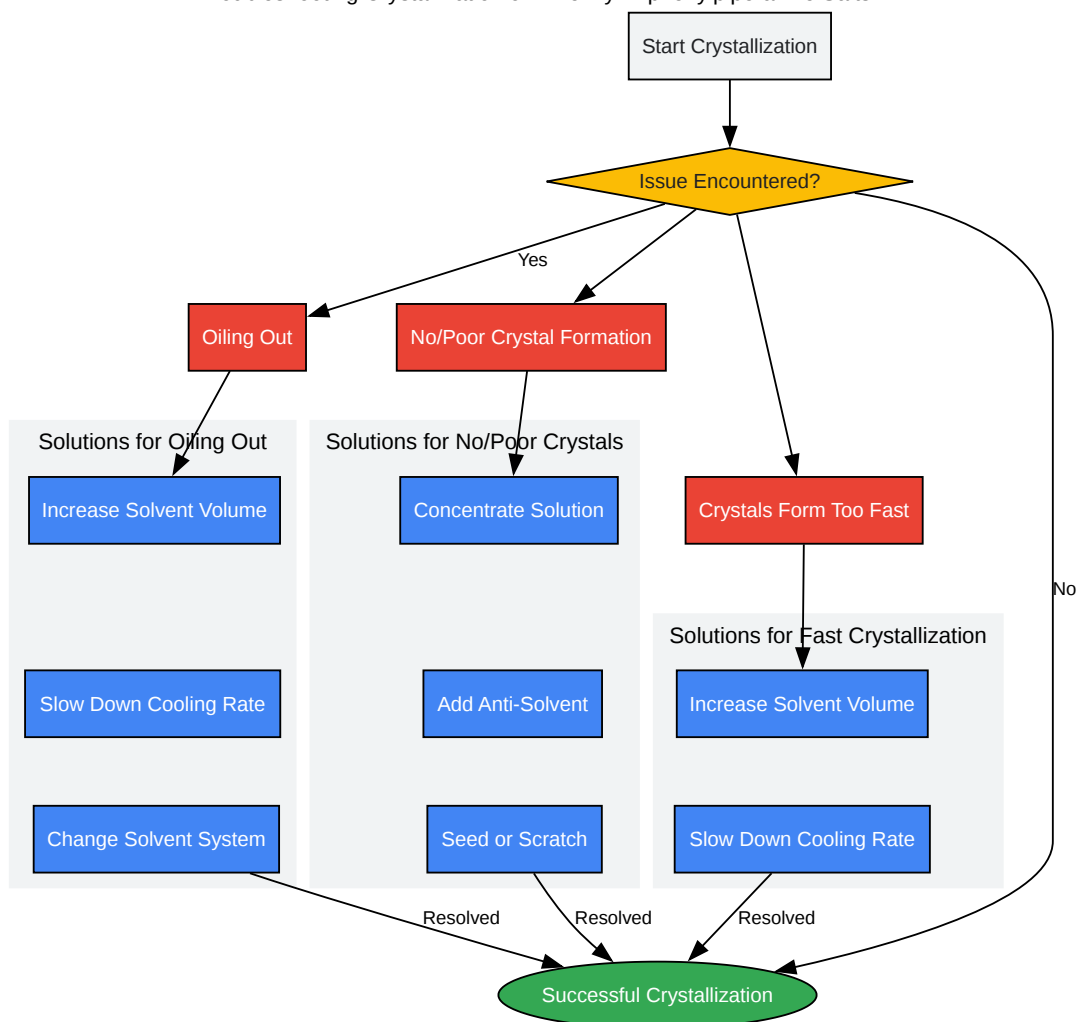 Start Crystallization
Issue Encountered?
Yes
Oiling Out
No/Poor Crystal Formation
Solutions for Oiling Out
Solutions for No/Poor Crystals
Increase Solvent Volume
Concentrate Solution
Crystals Form Too Fast
No
Solutions for Fast Crystallization
Slow Down Cooling Rate
Add Anti-Solvent
Increase Solvent Volume
Change Solvent System
Seed or Scratch
Slow Down Cooling Rate
Resolved
Resolved
Resolved
Successful Crystallization